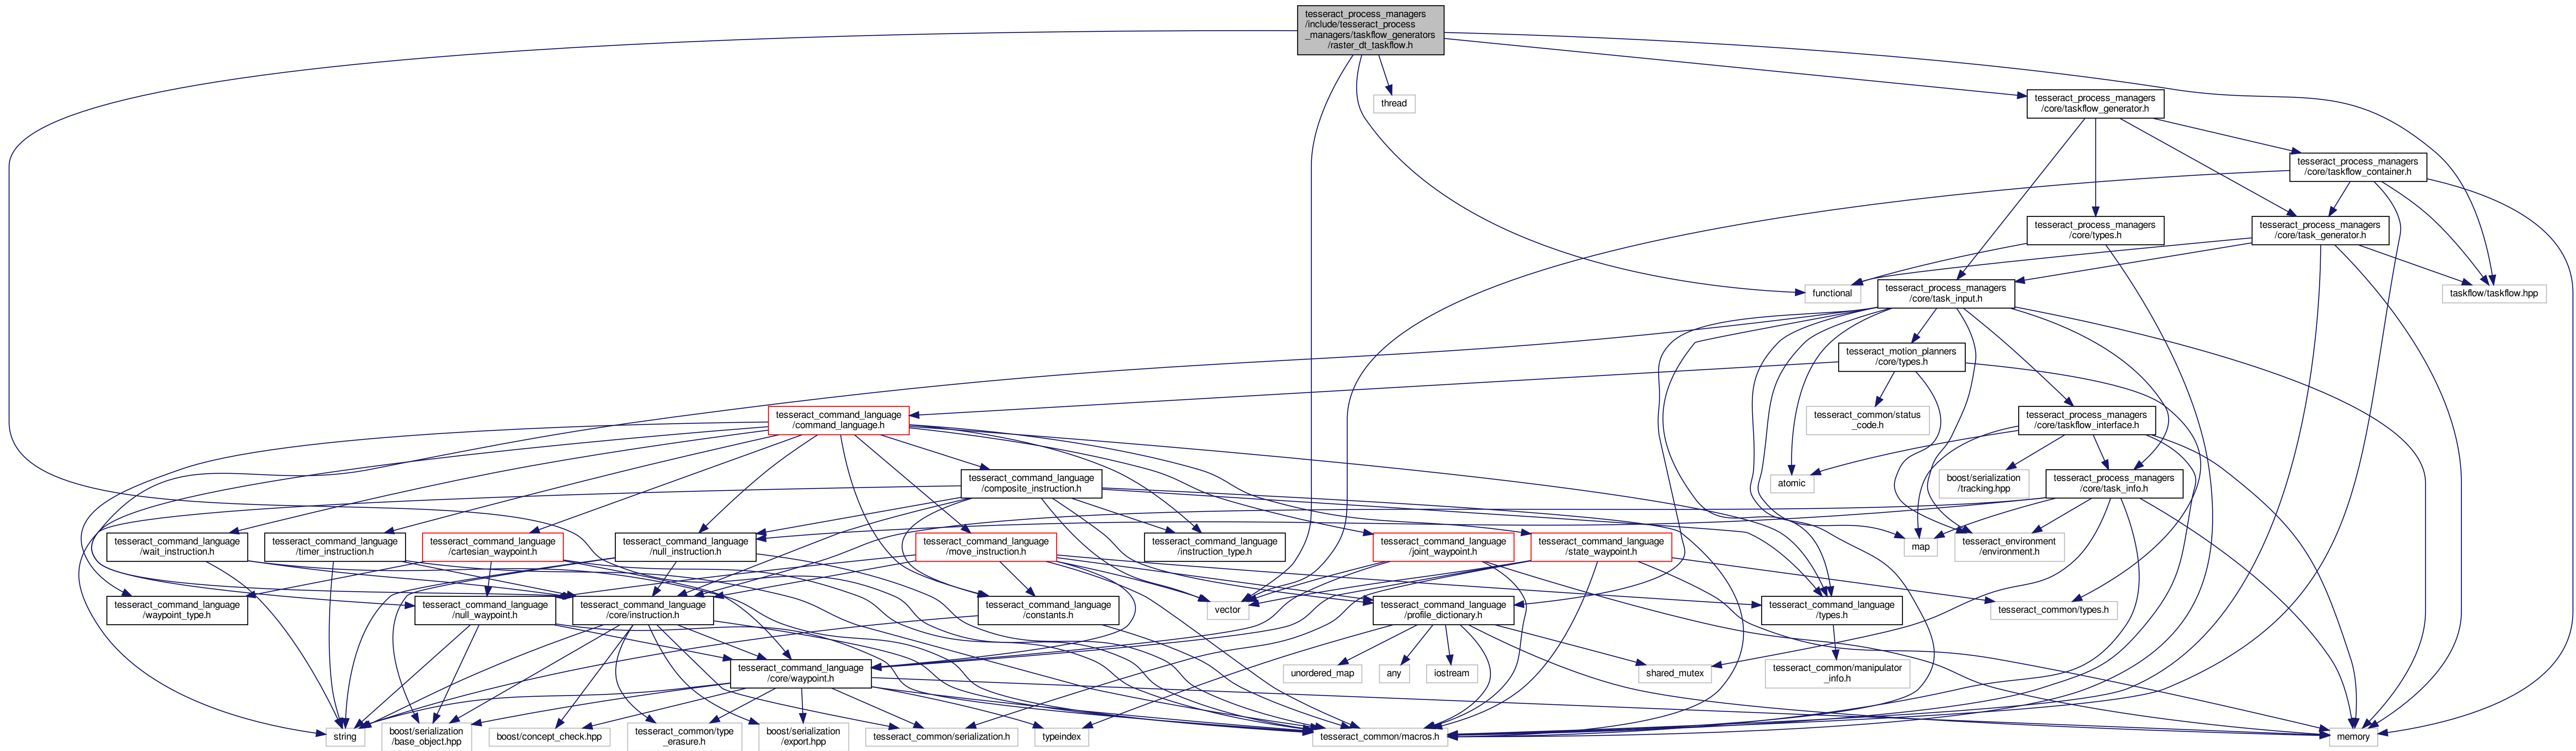 tesseract_process_managers
/include/tesseract_process
_managers/taskflow_generators
/raster_dt_taskflow.h
thread
tesseract_process_managers
/core/taskflow_generator.h
tesseract_process_managers
/core/taskflow_container.h
tesseract_process_managers
/core/types.h
tesseract_process_managers
/core/task_generator.h
functional
tesseract_process_managers
/core/task_input.h
taskflow/taskflow.hpp
tesseract_motion_planners
/core/types.h
tesseract_command_language
/command_language.h
tesseract_common/status
_code.h
tesseract_process_managers
/core/taskflow_interface.h
tesseract_command_language
/composite_instruction.h
atomic
boost/serialization
/tracking.hpp
tesseract_process_managers
/core/task_info.h
tesseract_command_language
/wait_instruction.h
tesseract_command_language
/timer_instruction.h
tesseract_command_language
/cartesian_waypoint.h
tesseract_command_language
/null_instruction.h
tesseract_command_language
/move_instruction.h
tesseract_command_language
/instruction_type.h
tesseract_command_language
/joint_waypoint.h
tesseract_command_language
/state_waypoint.h
map
tesseract_environment
/environment.h
tesseract_command_language
/waypoint_type.h
tesseract_command_language
/null_waypoint.h
tesseract_command_language
/core/instruction.h
tesseract_command_language
/constants.h
vector
tesseract_command_language
/profile_dictionary.h
tesseract_command_language
/types.h
tesseract_common/types.h
tesseract_command_language
/core/waypoint.h
unordered_map
any
iostream
shared_mutex
tesseract_common/manipulator
_info.h
string
boost/serialization
/base_object.hpp
boost/concept_check.hpp
tesseract_common/type
_erasure.h
boost/serialization
/export.hpp
tesseract_common/serialization.h
typeindex
tesseract_common/macros.h
memory